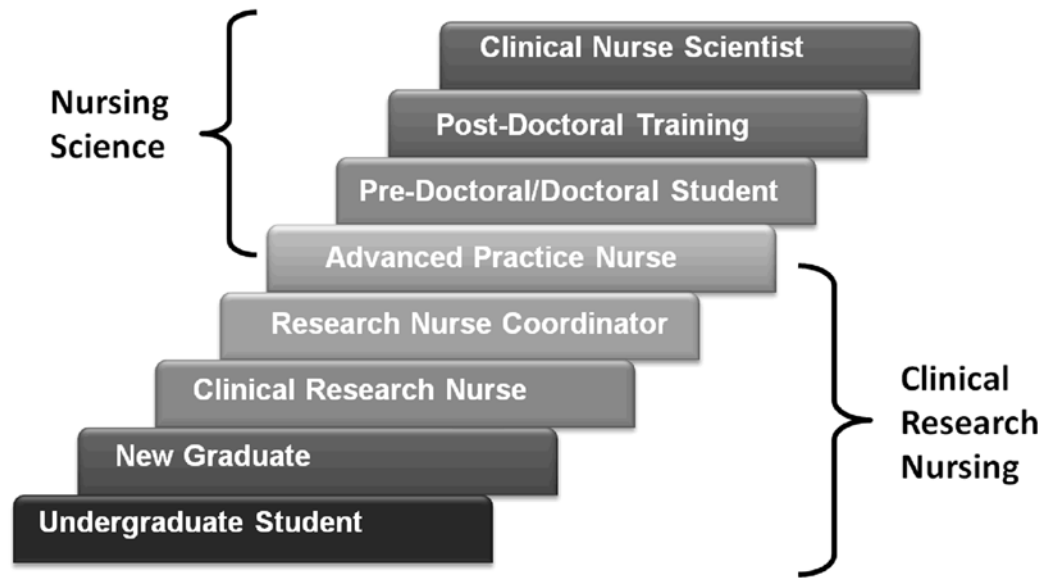 Nursing
Science
Clinical Nurse Scientist
Post-Doctoral Training
Pre-Doctoral/Doctoral Student
Advanced Practice Nurse
Research Nurse Coordinator
Clinical Research Nurse
New Graduate
Undergraduate Student
Clinical
Research
Nursing